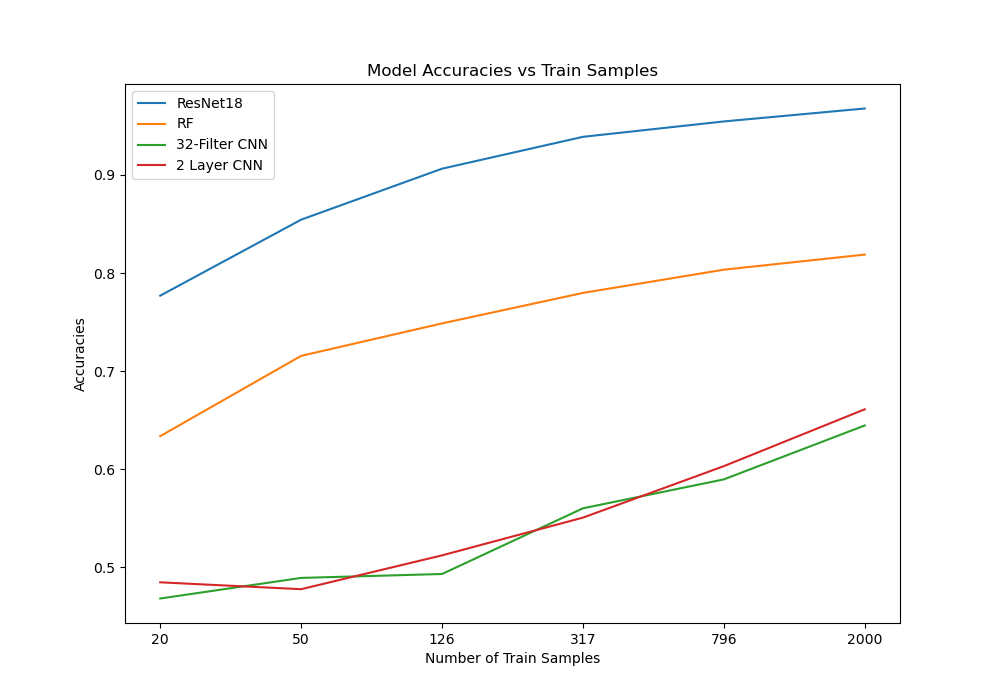 Model Accuracies vs Train Samples
ResNet18
RF
32-Filter CNN
2 Layer CNN
0.9
0.8
0.7
0.6
0.5
Accuracies
20 50 126 317 796 2000
Number of Train Samples